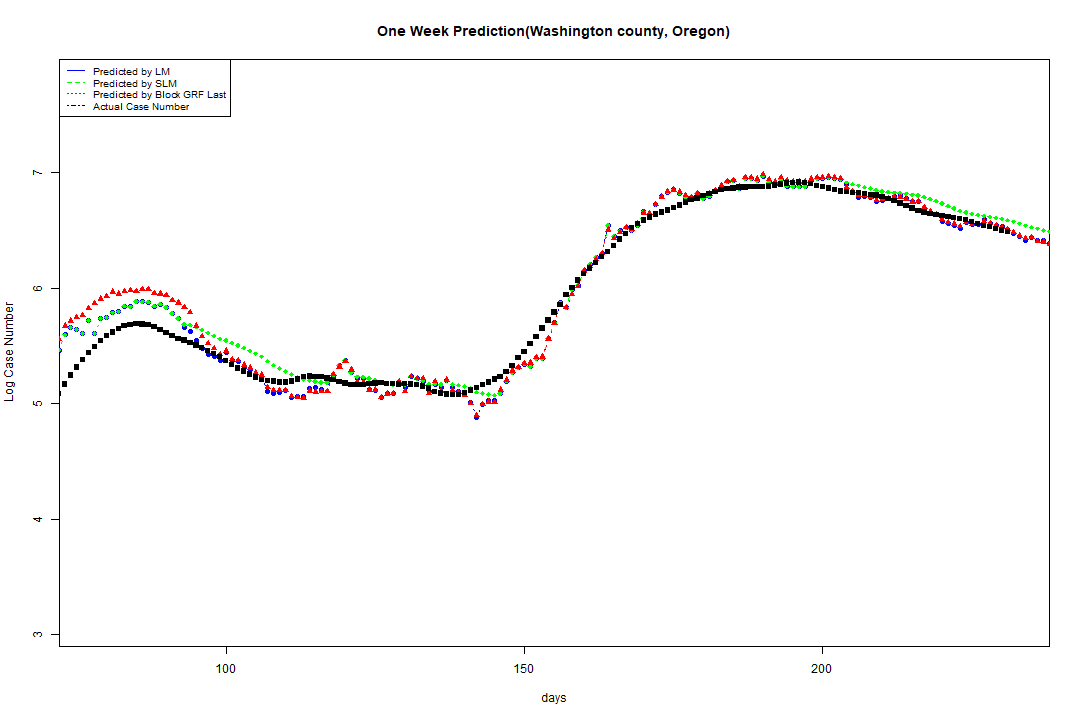 One Week Prediction(Washington county, Oregon)
Predicted by LM
Predicted by SLM
Predicted by Block GRF Last
Actual Case Number
7
6
5
4
3
Log Case Number
100
150
200
days